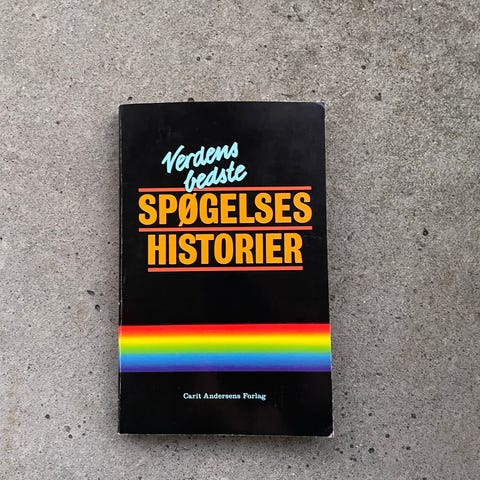 Verdens
bedste
SPØGELSES
HISTORIER
Carit Andersens Forlag